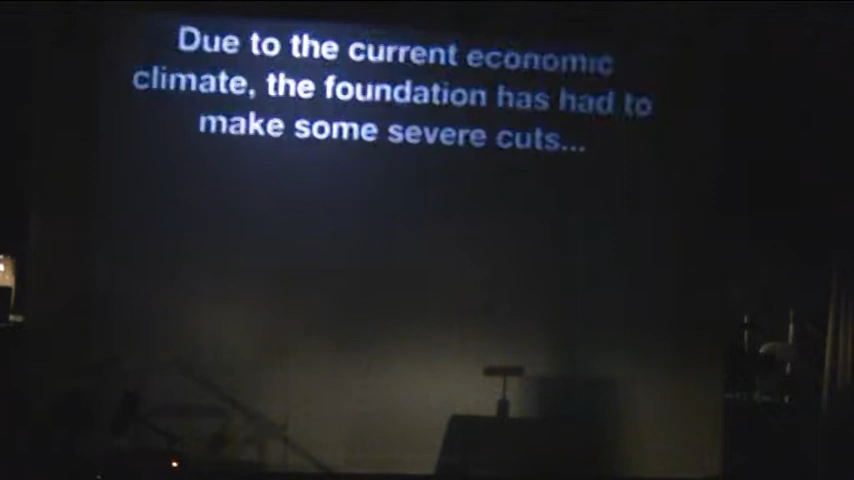 Due to the current economic
climate, the foundation has had to
make some severe cuts...